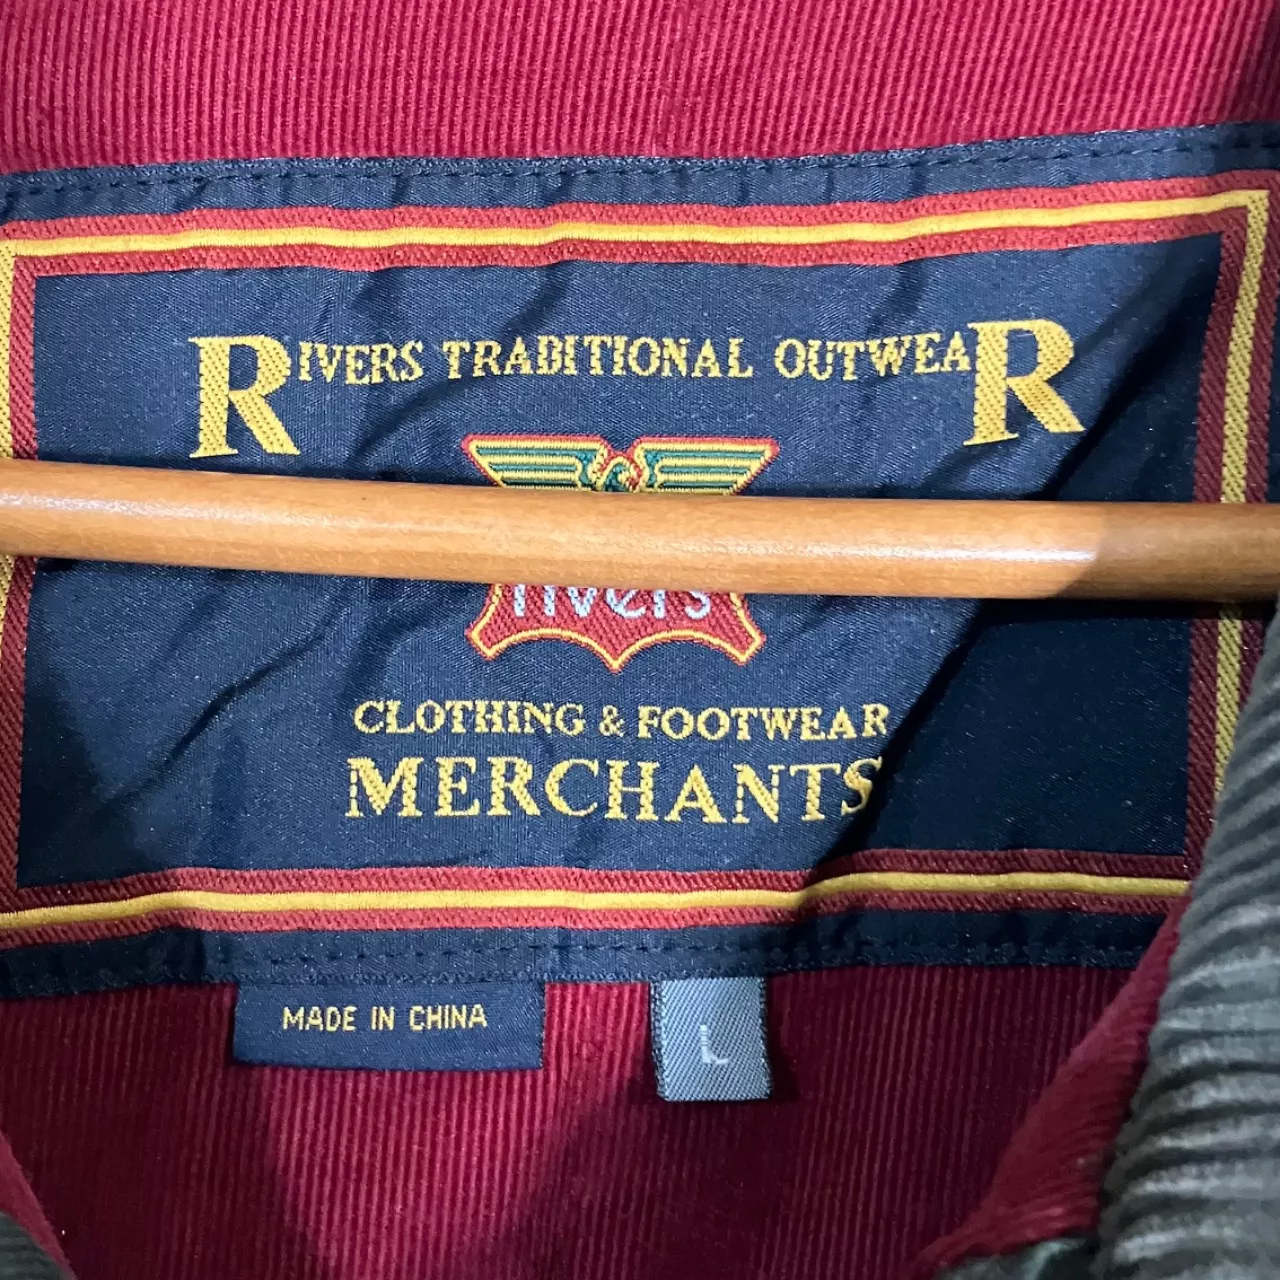 RIVERS TRADITIONAL OUTWEAR
rivers
CLOTHING & FOOTWEAR
MERCHANTS
MADE IN CHINA
L